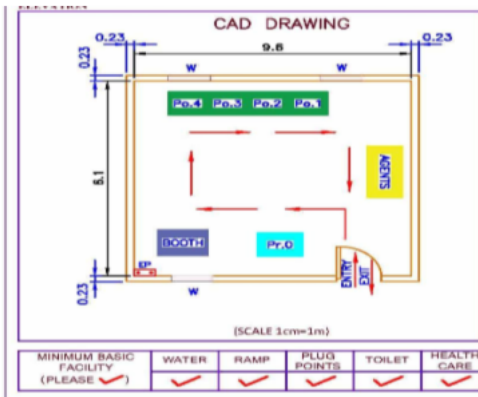 CAD DRAWING
0.23 9.6 0.23
0.23
W W
Po.4 Po.3 Po.2 Po.1
6.1
AGENTS
BOOTH Pr.O
EP
ENTRY
EXIT
0.23
W
(SCALE 1cm=1m)
MINIMUM BASIC FACILITY (PLEASE ✓)
WATER
RAMP
PLUG POINTS
TOILET
HEALTH CARE
✓ ✓ ✓ ✓ ✓